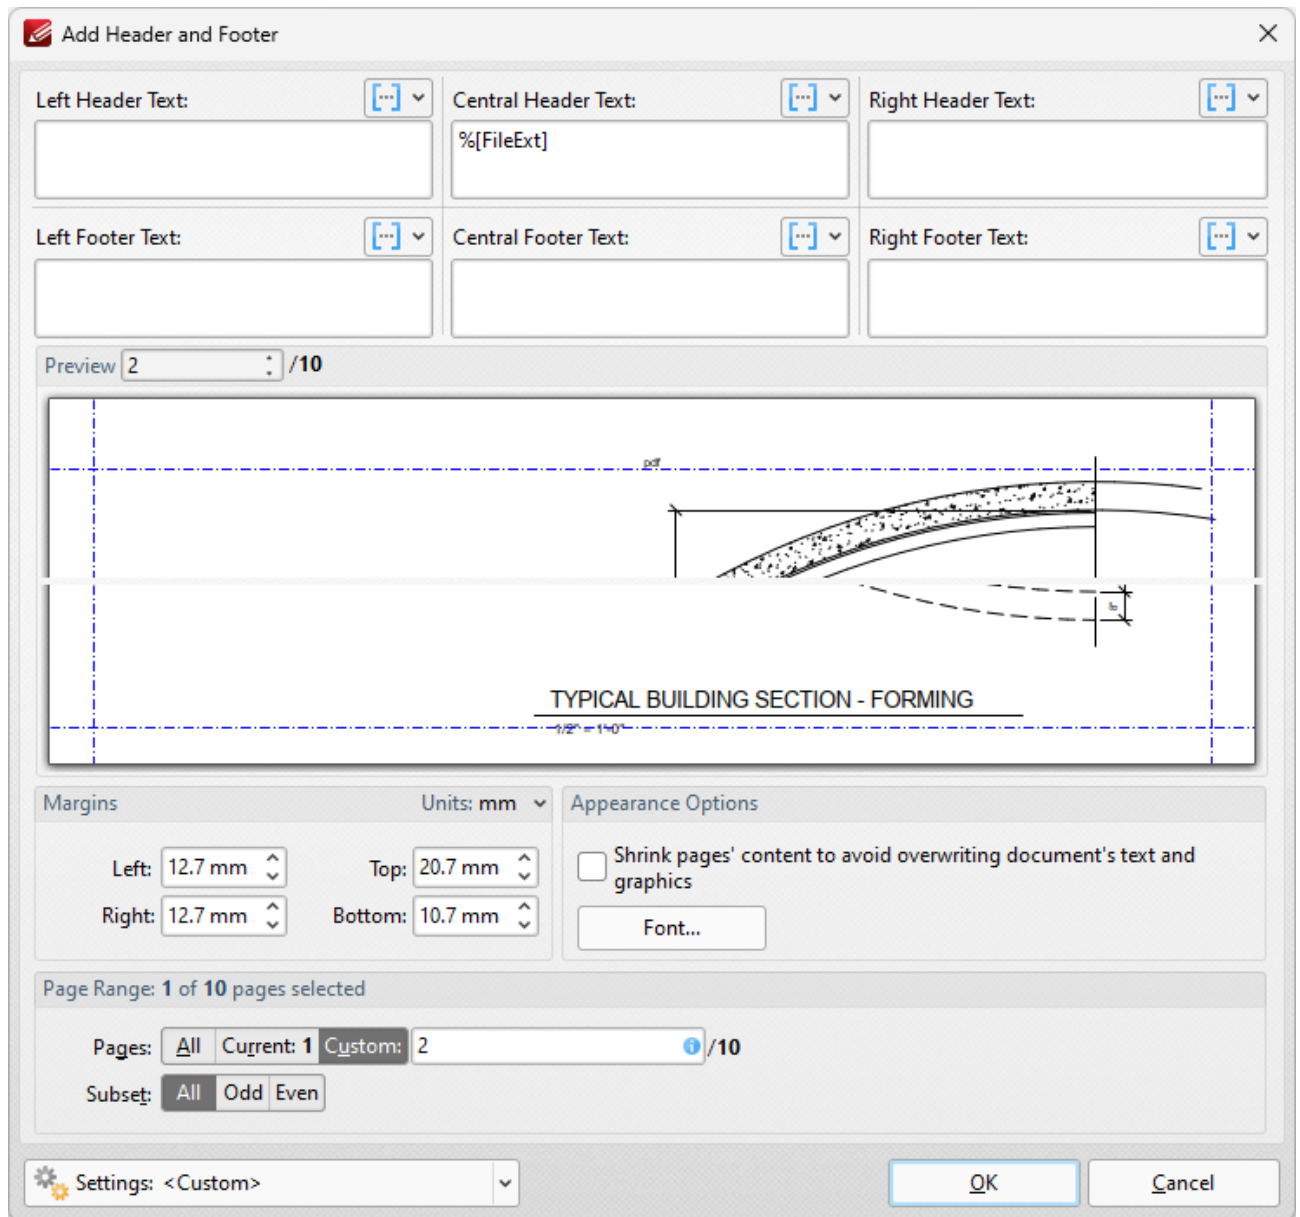 Add Header and Footer
Left Header Text:
Central Header Text:
Right Header Text:
%[FileExt]
Left Footer Text:
Central Footer Text:
Right Footer Text:
Preview 2 /10
pdf
TYPICAL BUILDING SECTION - FORMING
1/2" = 1'-0"
Margins
Units: mm
Appearance Options
Left: 12.7 mm
Top: 20.7 mm
Shrink pages' content to avoid overwriting document's text and
graphics
Right: 12.7 mm
Bottom: 10.7 mm
Font...
Page Range: 1 of 10 pages selected
Pages: All Current: 1 Custom: 2 /10
Subset: All Odd Even
Settings: <Custom>
OK
Cancel